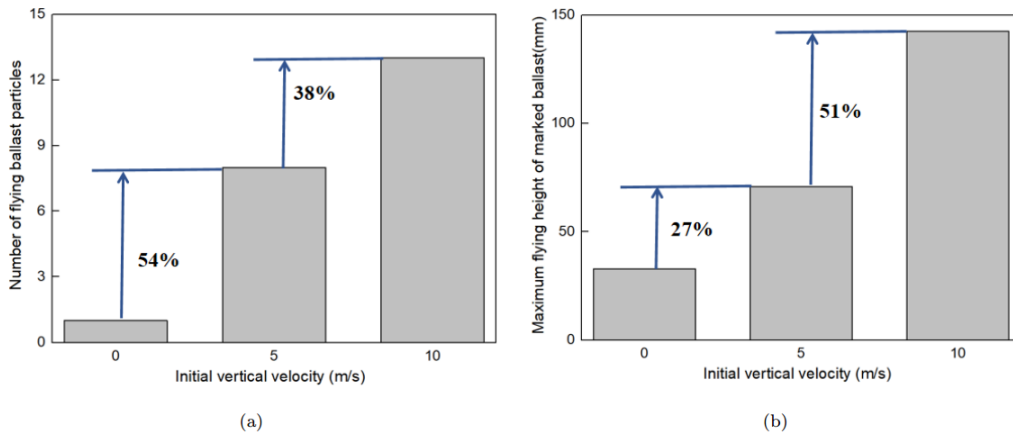 15
12
9
6
3
0
Number of flying ballast particles
54%
38%
0 5 10
Initial vertical velocity (m/s)
(a)
150
100
50
0
Maximum flying height of marked ballast(mm)
27%
51%
0 5 10
Initial vertical velocity (m/s)
(b)